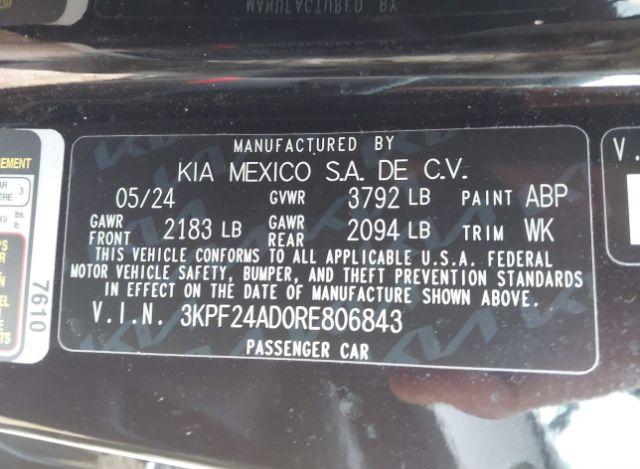 MANUFACTURED BY
KIA MEXICO S.A. DE C.V.
05/24 GVWR 3792 LB PAINT ABP
GAWR FRONT 2183 LB GAWR REAR 2094 LB TRIM WK
THIS VEHICLE CONFORMS TO ALL APPLICABLE U.S.A. FEDERAL
MOTOR VEHICLE SAFETY, BUMPER, AND THEFT PREVENTION STANDARDS
IN EFFECT ON THE DATE OF MANUFACTURE SHOWN ABOVE.
V.I.N. 3KPF24AD0RE806843
PASSENGER CAR
7610
3
lbs.
V.